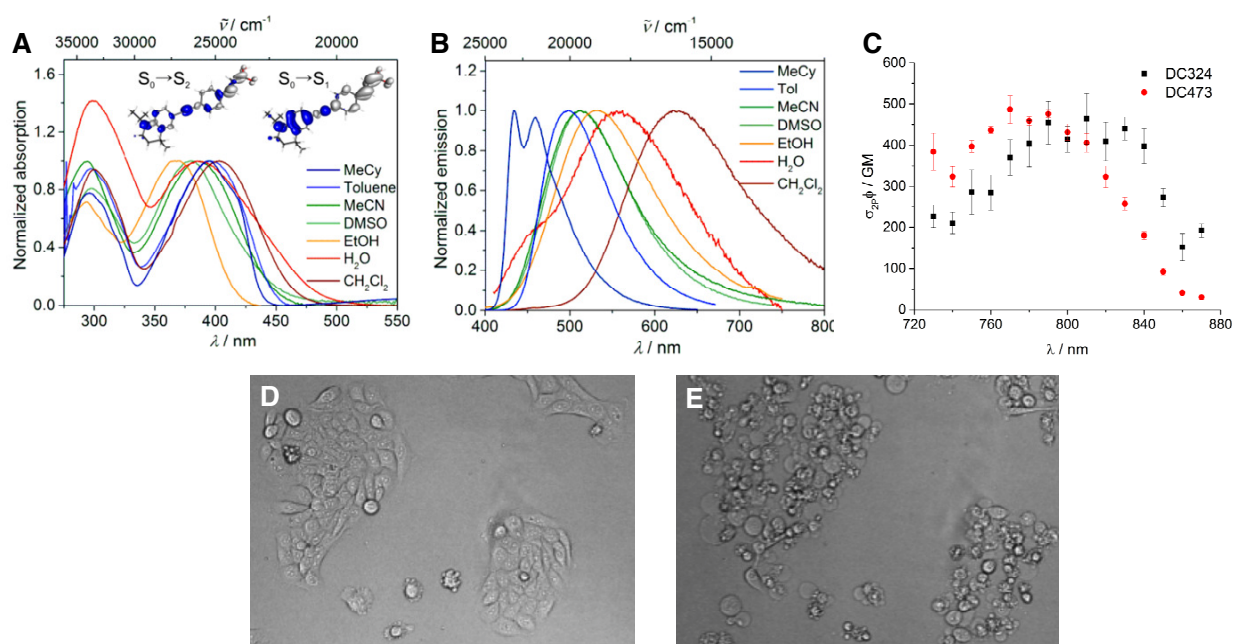 A
ν̃ / cm⁻¹
35000 30000 25000 20000
Normalized absorption
1.6
1.2
0.8
0.4
0.0
S₀→S₂
S₀→S₁
MeCy
Toluene
MeCN
DMSO
EtOH
H₂O
CH₂Cl₂
300 350 400 450 500 550
λ / nm
B
ν̃ / cm⁻¹
25000 20000 15000
Normalized emission
1.2
1.0
0.8
0.6
0.4
0.2
0.0
MeCy
Tol
MeCN
DMSO
EtOH
H₂O
CH₂Cl₂
400 500 600 700 800
λ / nm
C
σ₂ₚϕ / GM
600
500
400
300
200
100
0
DC324
DC473
720 760 800 840 880
λ / nm
D
E